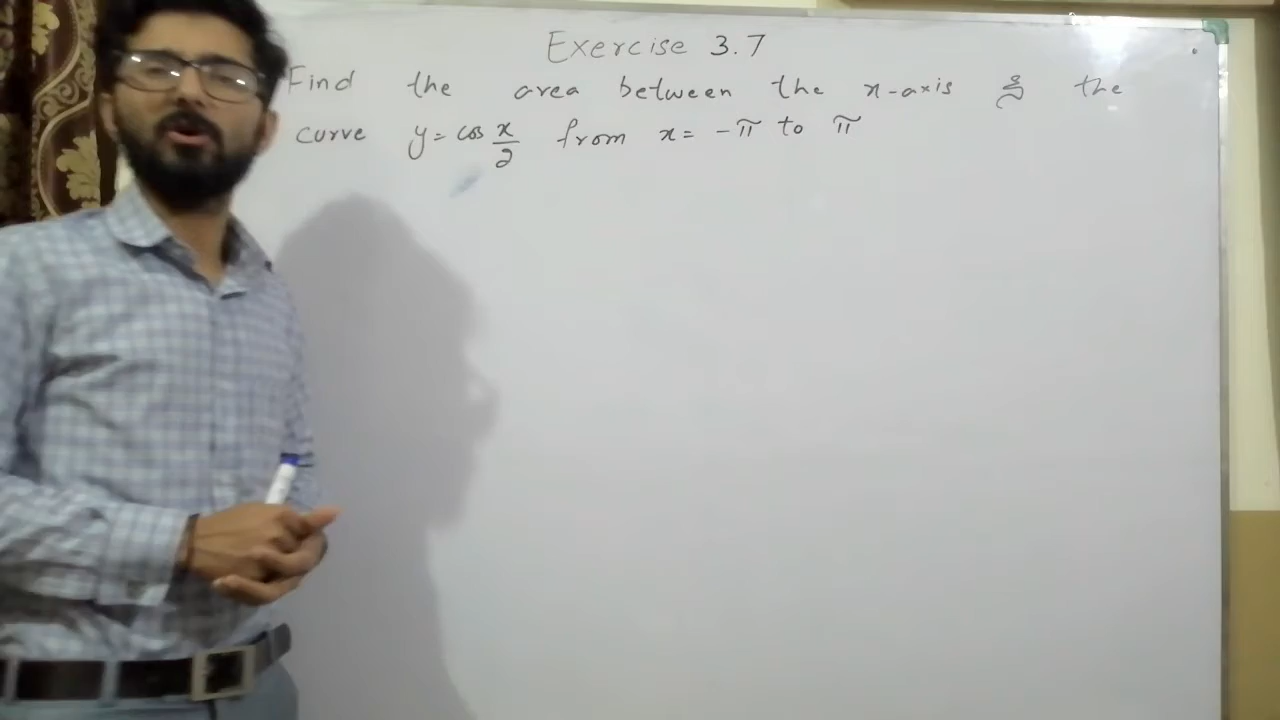 Exercise 3.7
Find the area between the x-axis & the
curve y = cos x/2 from x = -π to π